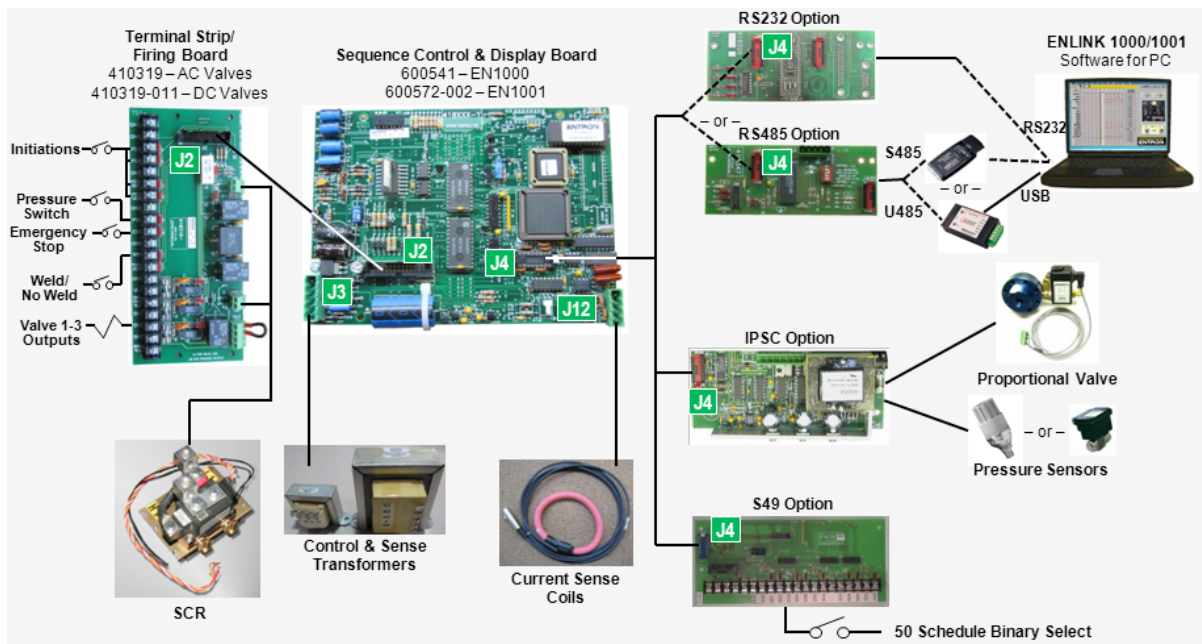 Terminal Strip/
Firing Board
410319 – AC Valves
410319-011 – DC Valves
Sequence Control & Display Board
600541 – EN1000
600572-002 – EN1001
RS232 Option
J4
ENLINK 1000/1001
Software for PC
RS232
– or –
RS485 Option
J4
S485
– or –
U485
USB
Initiations
Pressure
Switch
Emergency
Stop
Weld/
No Weld
Valve 1-3
Outputs
J2
J2
J3
J4
J12
ENTRON
ENTRON
IPSC Option
J4
Proportional Valve
– or –
Pressure Sensors
S49 Option
J4
50 Schedule Binary Select
SCR
Control & Sense
Transformers
Current Sense
Coils